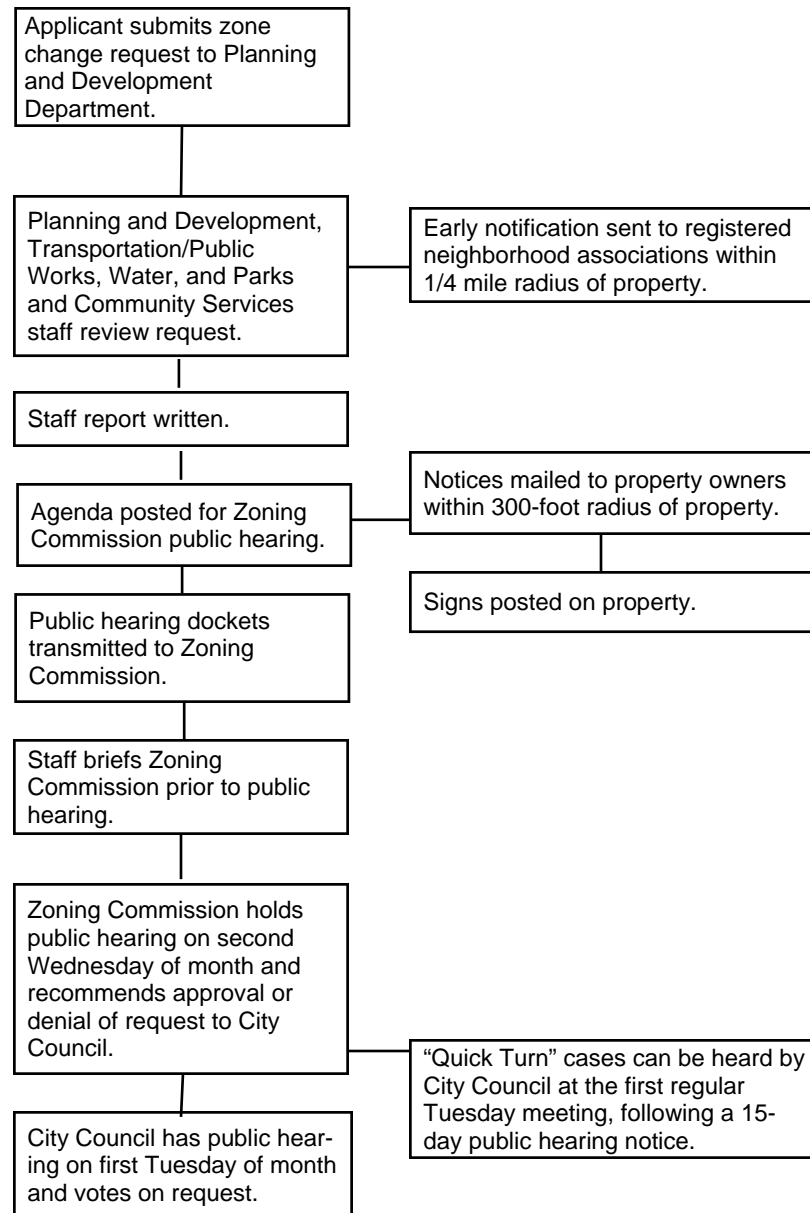 Applicant submits zone
change request to Planning
and Development
Department.
Planning and Development,
Transportation/Public
Works, Water, and Parks
and Community Services
staff review request.
Early notification sent to registered
neighborhood associations within
1/4 mile radius of property.
Staff report written.
Agenda posted for Zoning
Commission public hearing.
Notices mailed to property owners
within 300-foot radius of property.
Signs posted on property.
Public hearing dockets
transmitted to Zoning
Commission.
Staff briefs Zoning
Commission prior to public
hearing.
Zoning Commission holds
public hearing on second
Wednesday of month and
recommends approval or
denial of request to City
Council.
“Quick Turn” cases can be heard by
City Council at the first regular
Tuesday meeting, following a 15-
day public hearing notice.
City Council has public hear-
ing on first Tuesday of month
and votes on request.